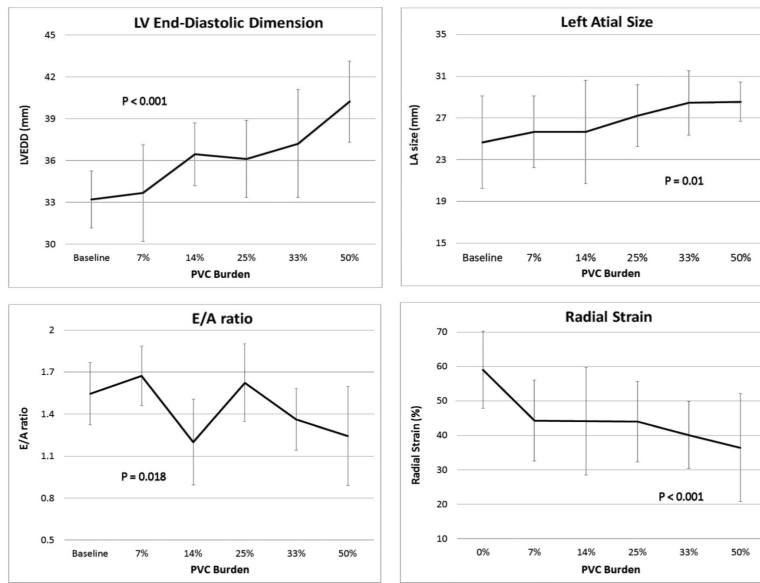 LV End-Diastolic Dimension
45
42
39
36
33
30
LVEDD (mm)
P < 0.001
Baseline 7% 14% 25% 33% 50%
PVC Burden
Left Atial Size
35
31
27
23
19
15
LA size (mm)
P = 0.01
Baseline 7% 14% 25% 33% 50%
PVC Burden
E/A ratio
2
1.7
1.4
1.1
0.8
0.5
E/A ratio
P = 0.018
Baseline 7% 14% 25% 33% 50%
PVC Burden
Radial Strain
70
60
50
40
30
20
10
Radial Strain (%)
P < 0.001
0% 7% 14% 25% 33% 50%
PVC Burden